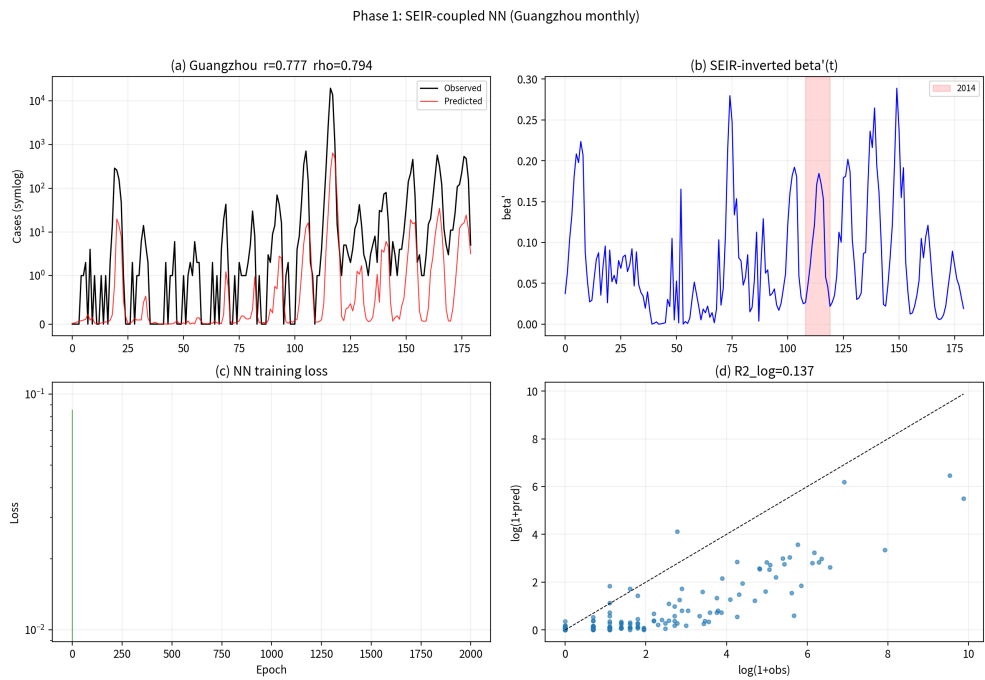 Phase 1: SEIR-coupled NN (Guangzhou monthly)
(a) Guangzhou  r=0.777  rho=0.794
Cases (symlog)
10⁴
10³
10²
10¹
10⁰
0
Observed
Predicted
0 25 50 75 100 125 150 175
(b) SEIR-inverted beta'(t)
beta'
0.30
0.25
0.20
0.15
0.10
0.05
0.00
2014
0 25 50 75 100 125 150 175
(c) NN training loss
Loss
10⁻¹
10⁻²
0 250 500 750 1000 1250 1500 1750 2000
Epoch
(d) R2_log=0.137
log(1+pred)
10
8
6
4
2
0
0 2 4 6 8 10
log(1+obs)